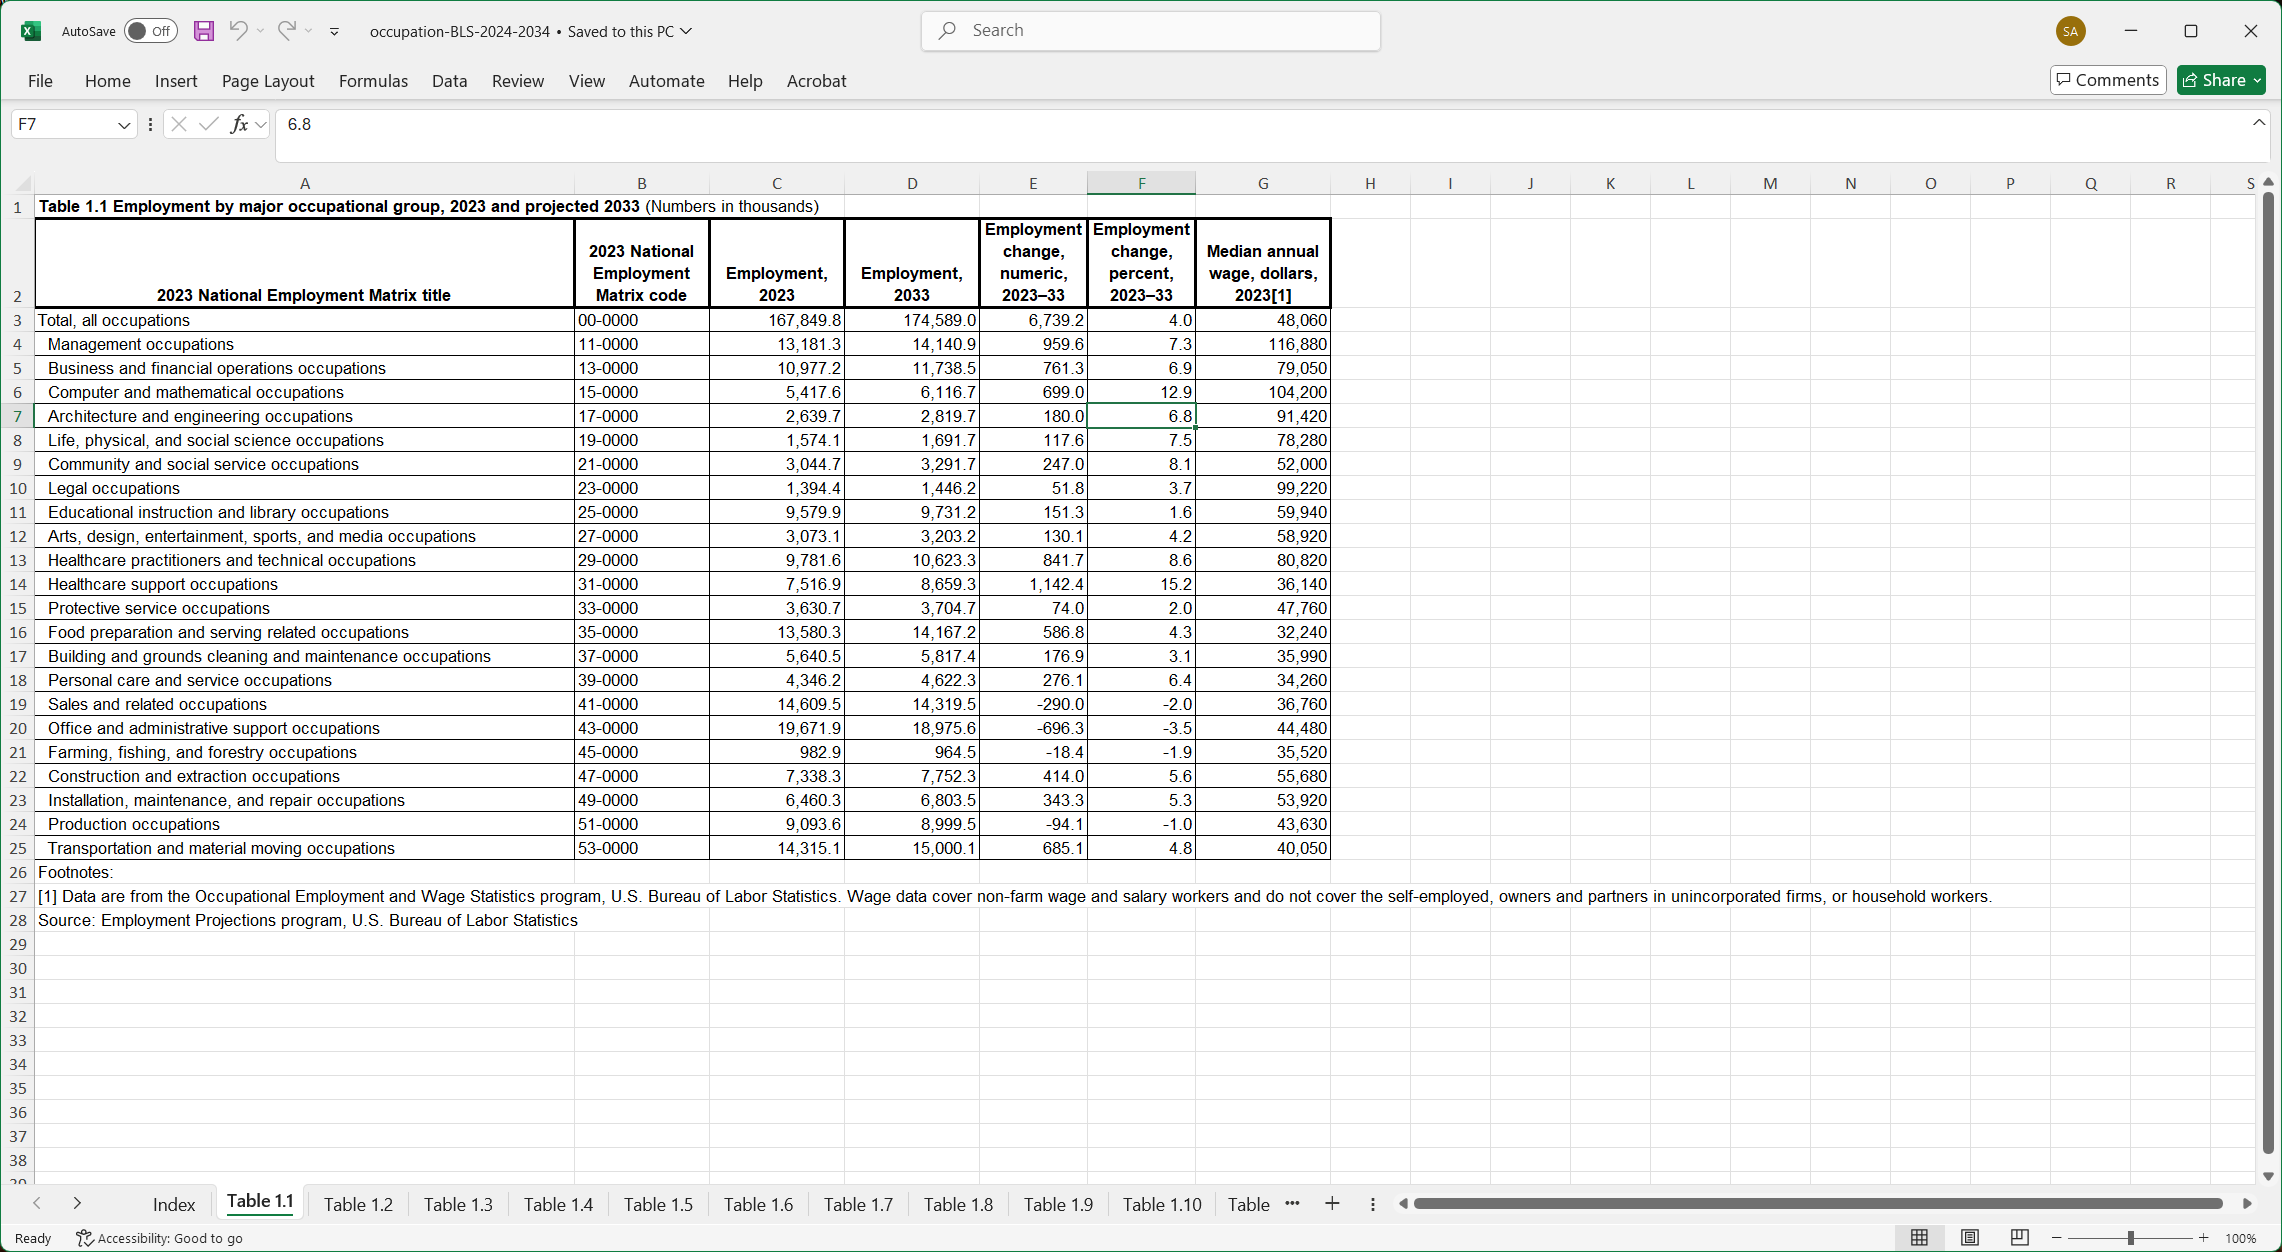 AutoSave Off occupation-BLS-2024-2034 • Saved to this PC Search SA
File Home Insert Page Layout Formulas Data Review View Automate Help Acrobat Comments Share
F7 fx 6.8
A B C D E F G H I J K L M N O P Q R S
1 Table 1.1 Employment by major occupational group, 2023 and projected 2033 (Numbers in thousands)
2 2023 National Employment Matrix title 2023 National Employment Matrix code Employment, 2023 Employment, 2033 Employment change, numeric, 2023–33 Employment change, percent, 2023–33 Median annual wage, dollars, 2023[1]
3 Total, all occupations 00-0000 167,849.8 174,589.0 6,739.2 4.0 48,060
4 Management occupations 11-0000 13,181.3 14,140.9 959.6 7.3 116,880
5 Business and financial operations occupations 13-0000 10,977.2 11,738.5 761.3 6.9 79,050
6 Computer and mathematical occupations 15-0000 5,417.6 6,116.7 699.0 12.9 104,200
7 Architecture and engineering occupations 17-0000 2,639.7 2,819.7 180.0 6.8 91,420
8 Life, physical, and social science occupations 19-0000 1,574.1 1,691.7 117.6 7.5 78,280
9 Community and social service occupations 21-0000 3,044.7 3,291.7 247.0 8.1 52,000
10 Legal occupations 23-0000 1,394.4 1,446.2 51.8 3.7 99,220
11 Educational instruction and library occupations 25-0000 9,579.9 9,731.2 151.3 1.6 59,940
12 Arts, design, entertainment, sports, and media occupations 27-0000 3,073.1 3,203.2 130.1 4.2 58,920
13 Healthcare practitioners and technical occupations 29-0000 9,781.6 10,623.3 841.7 8.6 80,820
14 Healthcare support occupations 31-0000 7,516.9 8,659.3 1,142.4 15.2 36,140
15 Protective service occupations 33-0000 3,630.7 3,704.7 74.0 2.0 47,760
16 Food preparation and serving related occupations 35-0000 13,580.3 14,167.2 586.8 4.3 32,240
17 Building and grounds cleaning and maintenance occupations 37-0000 5,640.5 5,817.4 176.9 3.1 35,990
18 Personal care and service occupations 39-0000 4,346.2 4,622.3 276.1 6.4 34,260
19 Sales and related occupations 41-0000 14,609.5 14,319.5 -290.0 -2.0 36,760
20 Office and administrative support occupations 43-0000 19,671.9 18,975.6 -696.3 -3.5 44,480
21 Farming, fishing, and forestry occupations 45-0000 982.9 964.5 -18.4 -1.9 35,520
22 Construction and extraction occupations 47-0000 7,338.3 7,752.3 414.0 5.6 55,680
23 Installation, maintenance, and repair occupations 49-0000 6,460.3 6,803.5 343.3 5.3 53,920
24 Production occupations 51-0000 9,093.6 8,999.5 -94.1 -1.0 43,630
25 Transportation and material moving occupations 53-0000 14,315.1 15,000.1 685.1 4.8 40,050
26 Footnotes:
27 [1] Data are from the Occupational Employment and Wage Statistics program, U.S. Bureau of Labor Statistics. Wage data cover non-farm wage and salary workers and do not cover the self-employed, owners and partners in unincorporated firms, or household workers.
28 Source: Employment Projections program, U.S. Bureau of Labor Statistics
29
30
31
32
33
34
35
36
37
38
39
Index Table 1.1 Table 1.2 Table 1.3 Table 1.4 Table 1.5 Table 1.6 Table 1.7 Table 1.8 Table 1.9 Table 1.10 Table •••
Ready Accessibility: Good to go 100%